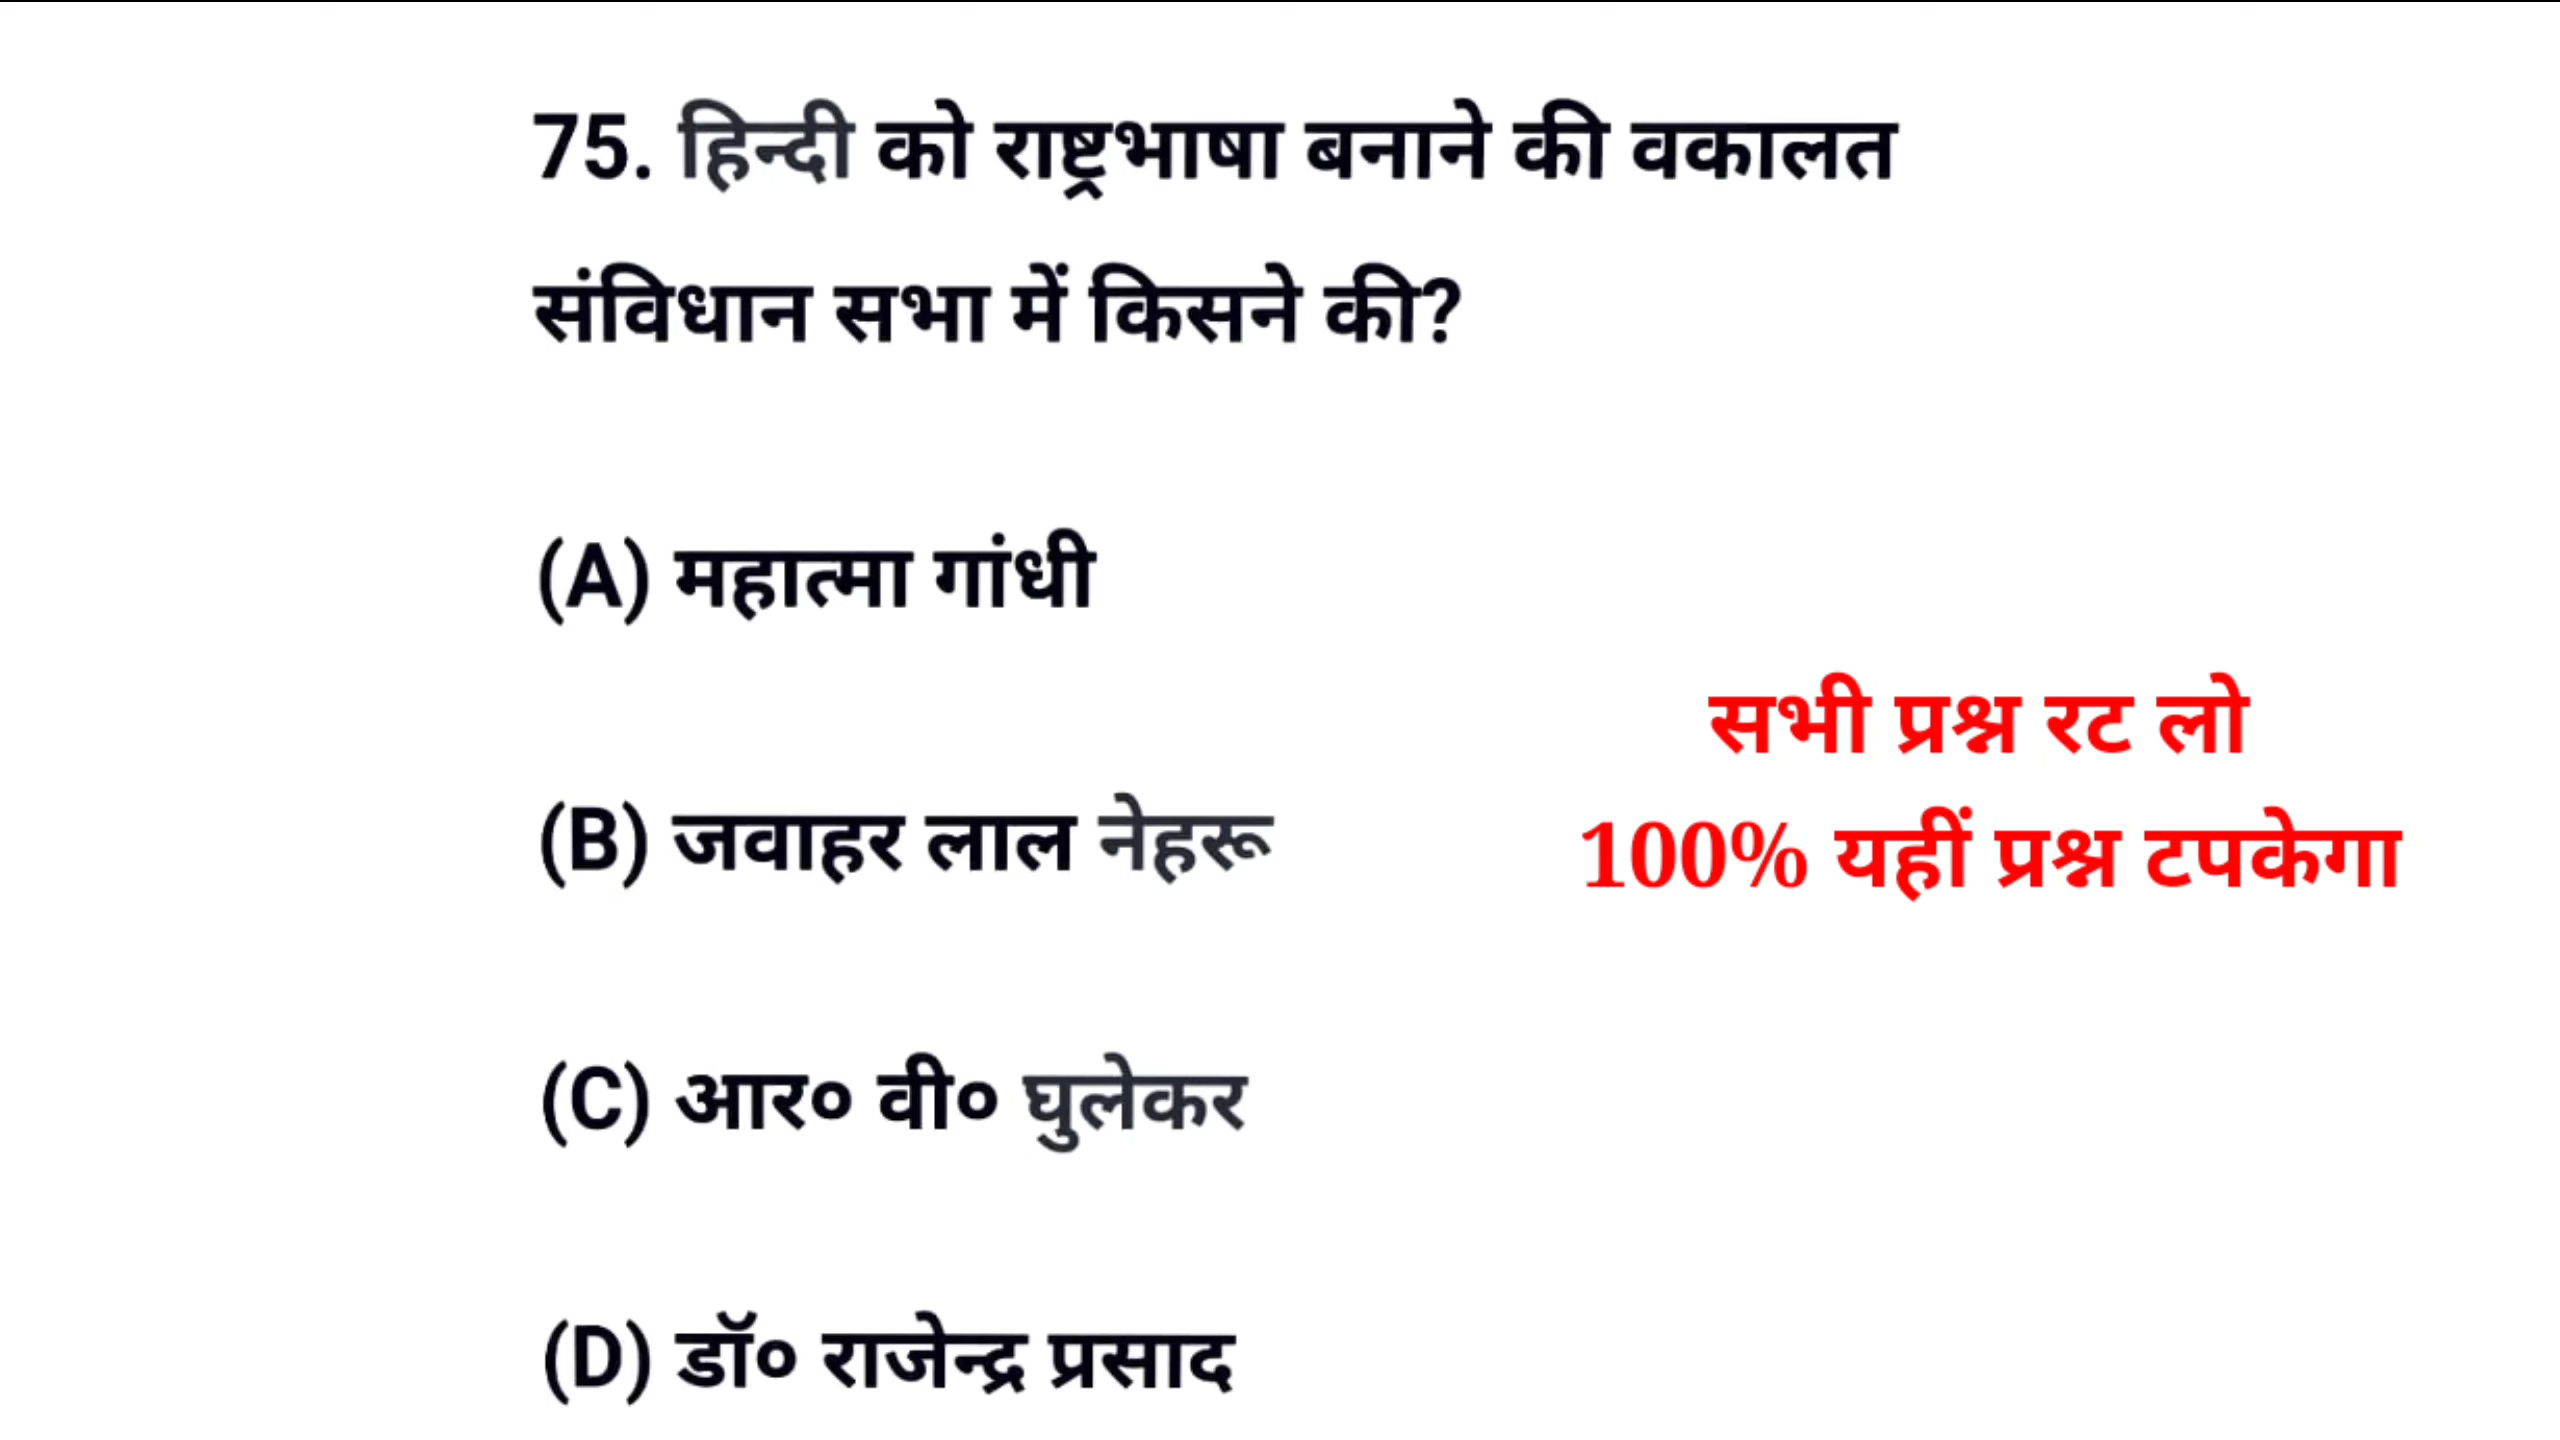 75. हिन्दी को राष्ट्रभाषा बनाने की वकालत
संविधान सभा में किसने की?
(A) महात्मा गांधी
(B) जवाहर लाल नेहरू
(C) आर० वी० घुलेकर
(D) डॉ० राजेन्द्र प्रसाद
सभी प्रश्न रट लो
100% यहीं प्रश्न टपकेगा